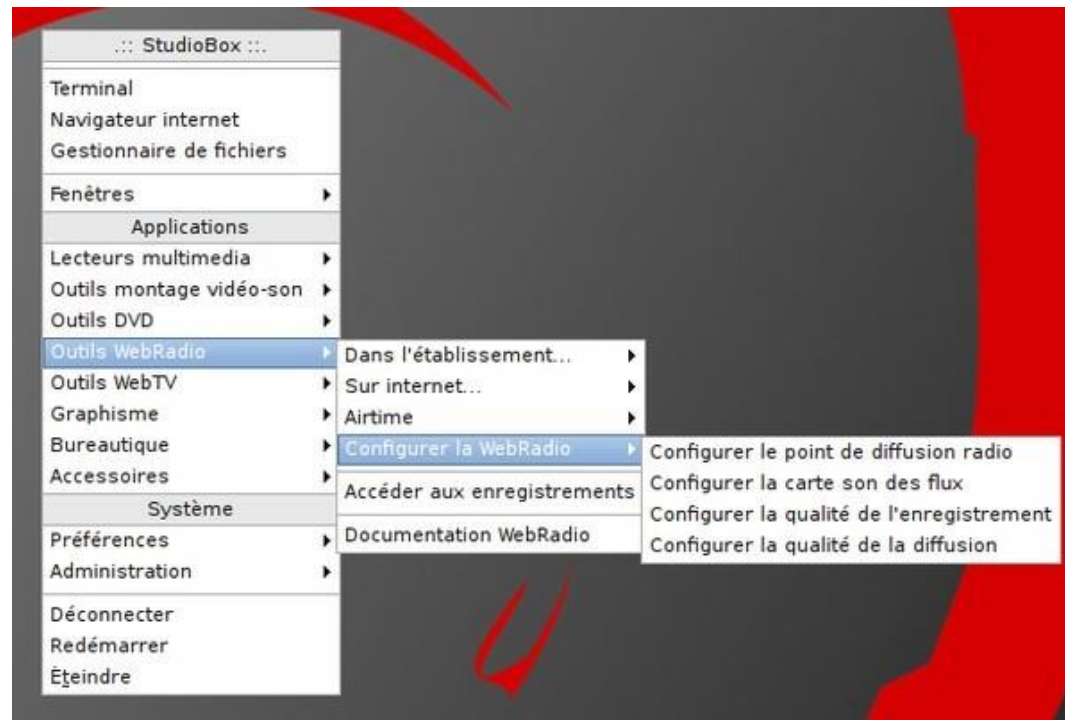 .:: StudioBox ::.
Terminal
Navigateur internet
Gestionnaire de fichiers
Fenêtres
Applications
Lecteurs multimedia
Outils montage vidéo-son
Outils DVD
Outils WebRadio
Outils WebTV
Graphisme
Bureautique
Accessoires
Système
Préférences
Administration
Déconnecter
Redémarrer
Éteindre
Dans l'établissement...
Sur internet...
Airtime
Configurer la WebRadio
Accéder aux enregistrements
Documentation WebRadio
Configurer le point de diffusion radio
Configurer la carte son des flux
Configurer la qualité de l'enregistrement
Configurer la qualité de la diffusion